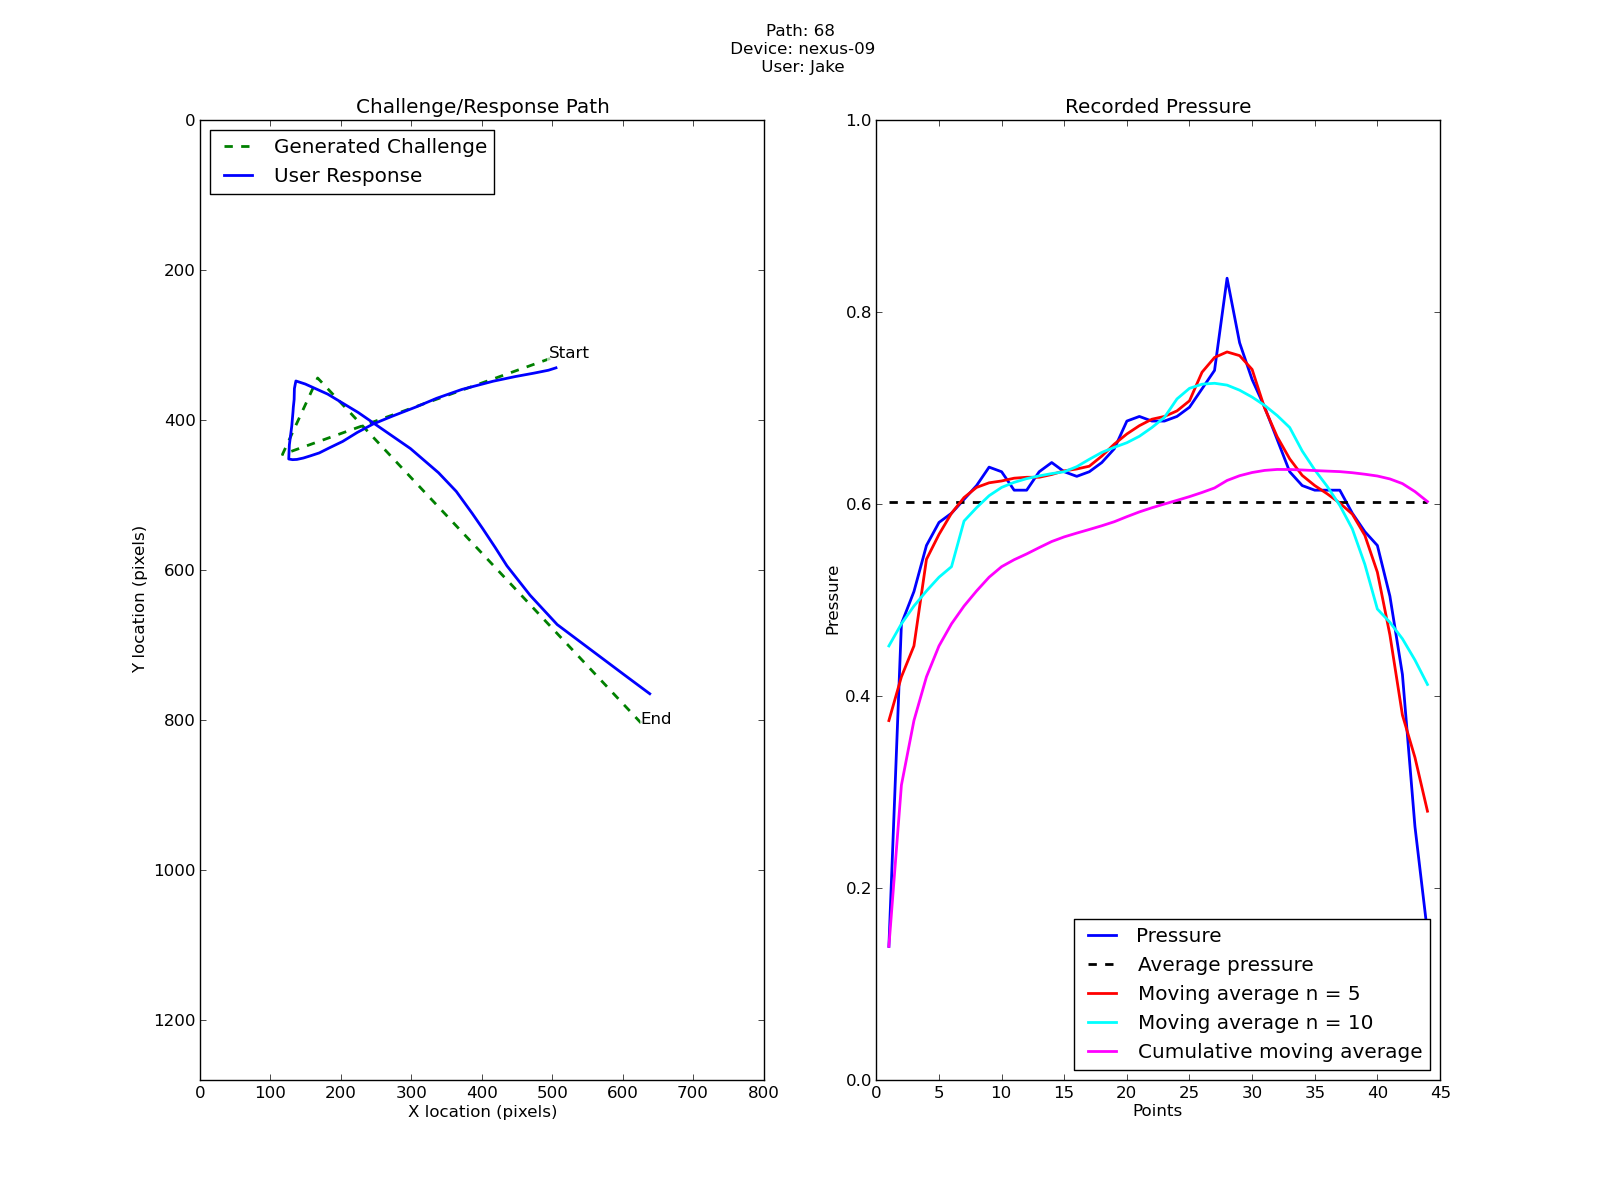 Path: 68
Device: nexus-09
User: Jake
Challenge/Response Path
Generated Challenge
User Response
Start
End
0
200
400
600
800
1000
1200
Y location (pixels)
0 100 200 300 400 500 600 700 800
X location (pixels)
Recorded Pressure
1.0
0.8
0.6
0.4
0.2
0.0
Pressure
Pressure
Average pressure
Moving average n = 5
Moving average n = 10
Cumulative moving average
0 5 10 15 20 25 30 35 40 45
Points